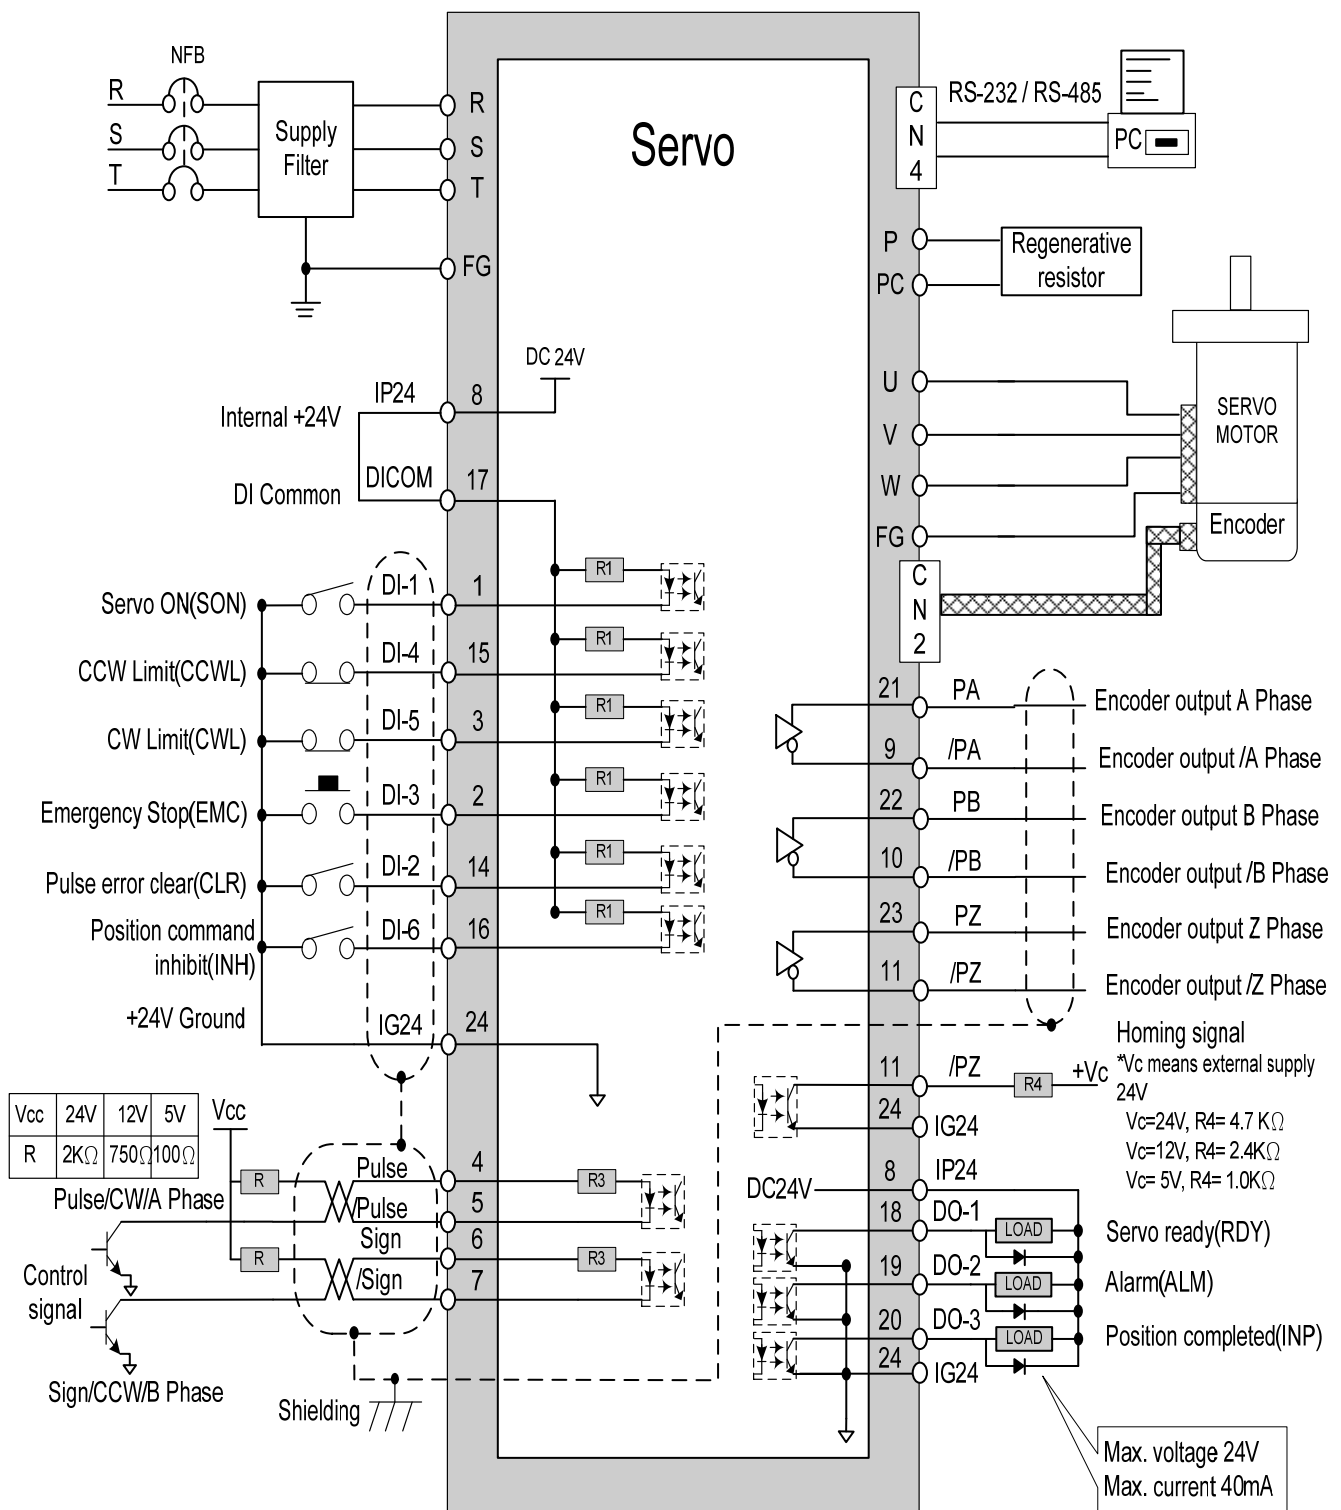 NFB
R
S
T
Supply
Filter
R
S
T
FG
Servo
C
N
4
RS-232 / RS-485
PC
P
PC
Regenerative
resistor
U
V
W
FG
SERVO
MOTOR
Encoder
C
N
2
DC 24V
Internal +24V
IP24
8
DI Common
DICOM
17
Servo ON(SON)
DI-1
1
R1
CCW Limit(CCWL)
DI-4
15
R1
CW Limit(CWL)
DI-5
3
R1
Emergency Stop(EMC)
DI-3
2
R1
Pulse error clear(CLR)
DI-2
14
R1
Position command
inhibit(INH)
DI-6
16
R1
+24V Ground
IG24
24
21
PA
Encoder output A Phase
9
/PA
Encoder output /A Phase
22
PB
Encoder output B Phase
10
/PB
Encoder output /B Phase
23
PZ
Encoder output Z Phase
11
/PZ
Encoder output /Z Phase
Homing signal
*Vc means external supply
24V
Vc=24V, R4= 4.7 KΩ
Vc=12V, R4= 2.4KΩ
Vc= 5V, R4= 1.0KΩ
11
/PZ
R4
+Vc
24
IG24
DC24V
8
IP24
18
DO-1
LOAD
Servo ready(RDY)
19
DO-2
LOAD
Alarm(ALM)
20
DO-3
LOAD
Position completed(INP)
24
IG24
Max. voltage 24V
Max. current 40mA
Vcc 24V 12V 5V
R 2KΩ 750Ω 100Ω
Vcc
R
Pulse
4
R3
Pulse/CW/A Phase
/Pulse
5
R
Sign
6
R3
/Sign
7
Control
signal
Sign/CCW/B Phase
Shielding